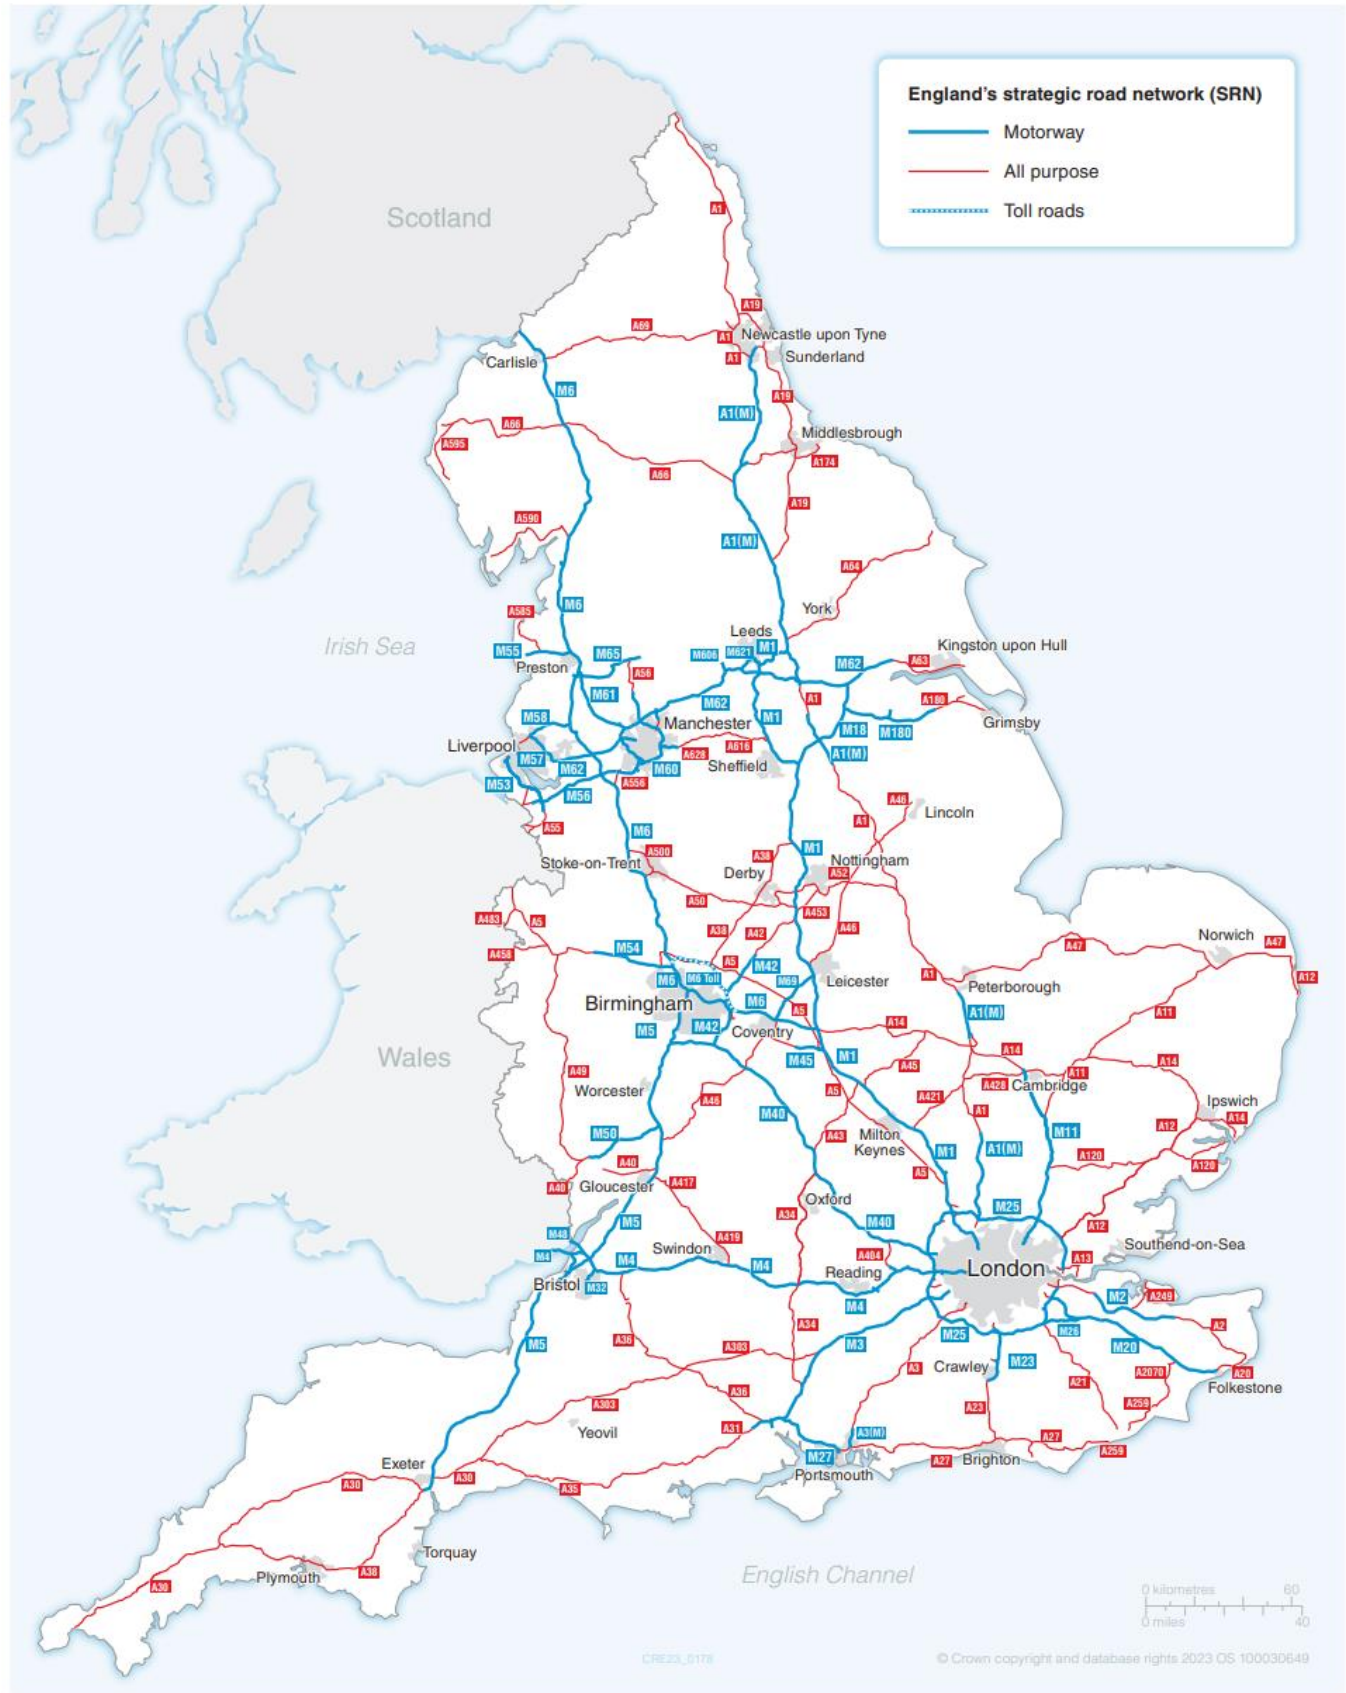 England's strategic road network (SRN)
Motorway
All purpose
Toll roads
Scotland
A1
A19
A69
A1
Newcastle upon Tyne
A1
Sunderland
Carlisle
M6
A19
A1(M)
A66
Middlesbrough
A595
A174
A66
A19
A590
A1(M)
A64
M6
York
A585
Leeds
Irish Sea
M55
M65
M606
M621
M1
Kingston upon Hull
M62
A63
Preston
A56
M61
M62
A1
A180
M58
Manchester
M1
M18
M180
Grimsby
Liverpool
M57
M62
M60
A628
A616
Sheffield
A1(M)
M53
A556
M56
A46
Lincoln
A55
M6
A1
Stoke-on-Trent
A500
A38
M1
Nottingham
Derby
A52
A50
A453
A483
A5
A38
A42
A46
A458
M54
A5
M42
Norwich
A47
A47
M6
M6 Toll
M69
Leicester
A1
Peterborough
A12
Birmingham
M6
A5
A1(M)
A11
M5
M42
Coventry
A14
Wales
M45
M1
A14
A14
A49
A45
A11
Worcester
A5
A421
A428
Cambridge
A46
M40
A1
Ipswich
A14
M50
A43
Milton
Keynes
M1
A1(M)
M11
A12
A120
A120
A40
A5
A40
Gloucester
A417
Oxford
M25
M5
A34
M40
A12
M48
A419
Southend-on-Sea
M4
M4
Swindon
M4
A404
A13
Reading
London
Bristol
M32
M4
M2
A249
M5
A36
A34
M3
M25
M26
A2
A303
M20
A3
Crawley
M23
A2070
A20
A36
A21
Folkestone
A303
A23
A259
Yeovil
A31
A3(M)
A27
Exeter
M27
A259
A30
A30
A35
Portsmouth
A27
Brighton
Torquay
Plymouth
A38
A30
English Channel
0 kilometres 60
0 miles 40
CRE23_0178
© Crown copyright and database rights 2023 OS 100030649